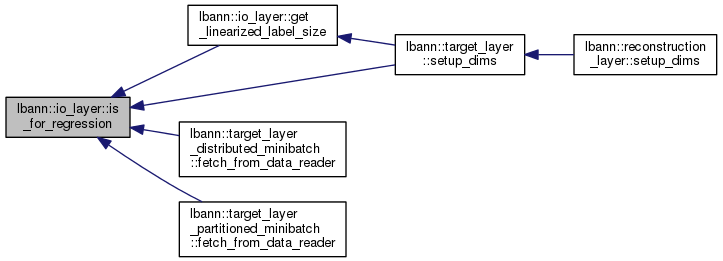 lbann::io_layer::get
_linearized_label_size
lbann::target_layer
::setup_dims
lbann::reconstruction
_layer::setup_dims
lbann::io_layer::is
_for_regression
lbann::target_layer
_distributed_minibatch
::fetch_from_data_reader
lbann::target_layer
_partitioned_minibatch
::fetch_from_data_reader